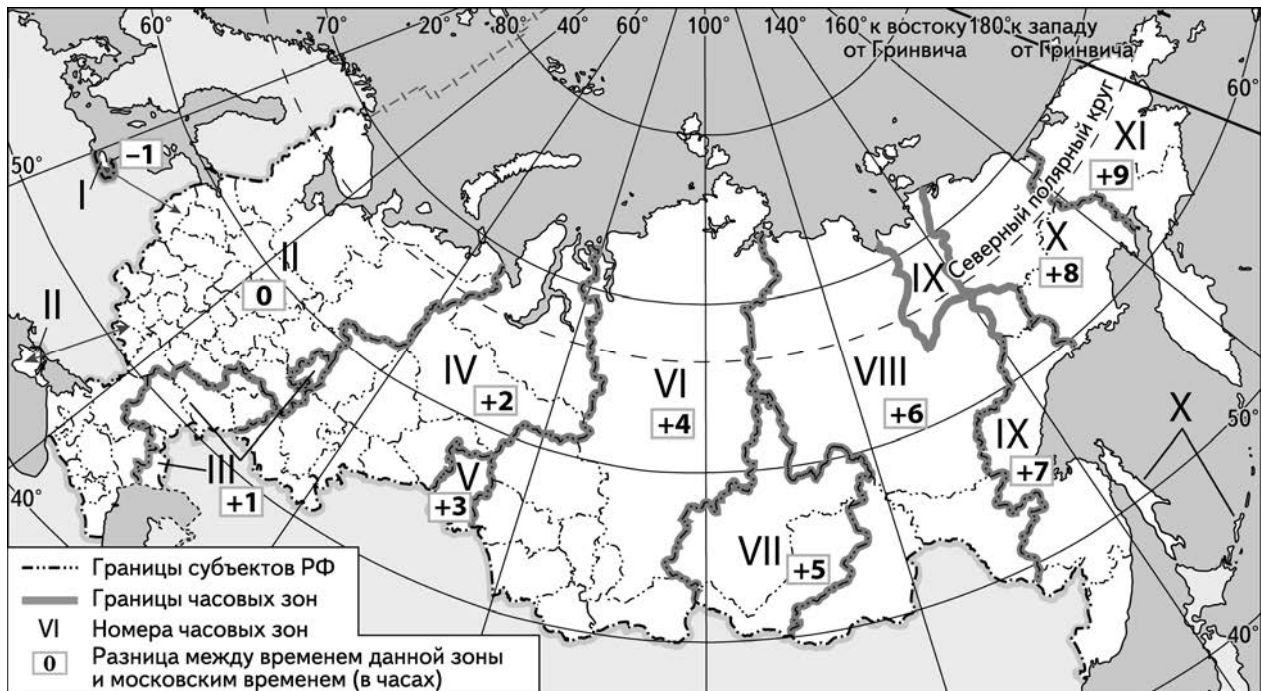 60° 70° 20° 40° 60° 80° 100° 120° 140° 160° к востоку 180° к западу
от Гринвича от Гринвича
60°
50°
–1
I
Северный полярный круг
XI
+9
II
0
II
X
+8
IX
IV
+2
VI
+4
VIII
+6
X
50°
IX
+7
III
+1
V
+3
40°
VII
+5
40°
Границы субъектов РФ
Границы часовых зон
VI Номера часовых зон
0 Разница между временем данной зоны
и московским временем (в часах)